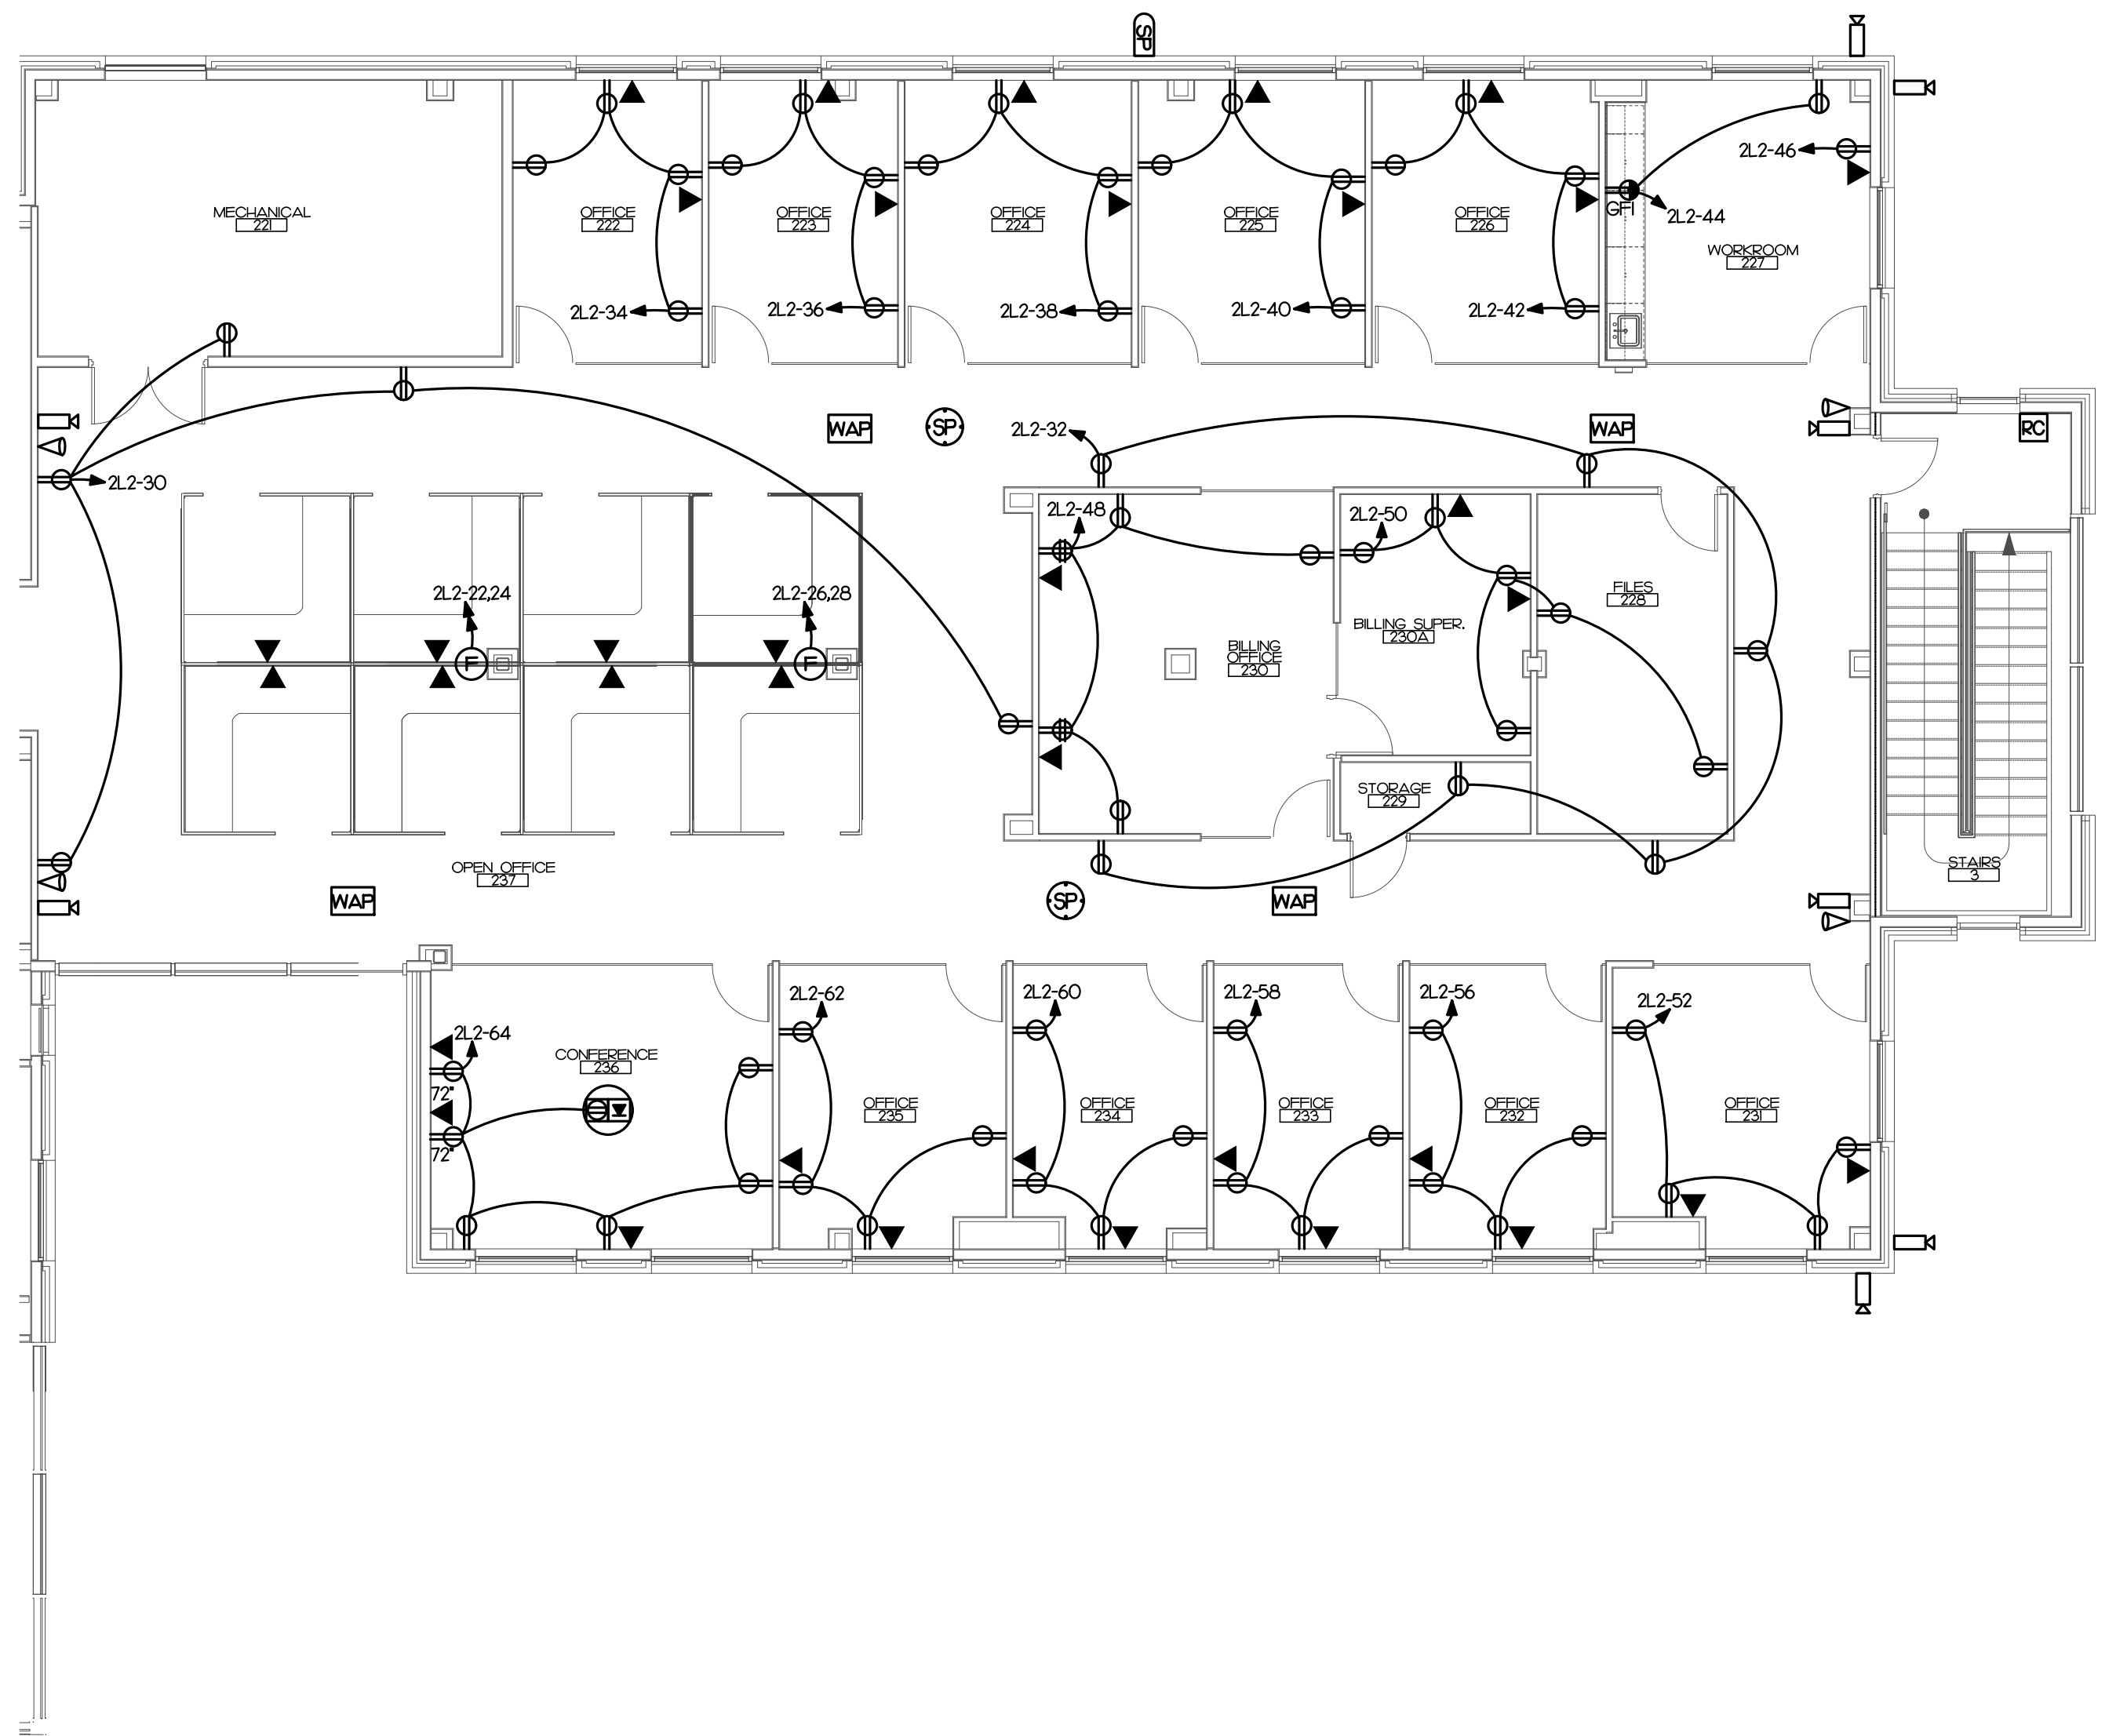 SP
2L2-46
MECHANICAL
221
OFFICE
222
OFFICE
223
OFFICE
224
OFFICE
225
OFFICE
226
GFI
2L2-44
WORKROOM
227
2L2-34
2L2-36
2L2-38
2L2-40
2L2-42
WAP
SP
2L2-32
WAP
RC
2L2-30
2L2-48
2L2-50
2L2-22,24
2L2-26,28
FILES
228
BILLING SUPER.
230A
BILLING
OFFICE
230
F
F
STORAGE
229
OPEN OFFICE
237
STAIRS
3
WAP
SP
WAP
2L2-62
2L2-60
2L2-58
2L2-56
2L2-52
2L2-64
CONFERENCE
236
72"
OFFICE
235
OFFICE
234
OFFICE
233
OFFICE
232
OFFICE
231
72"